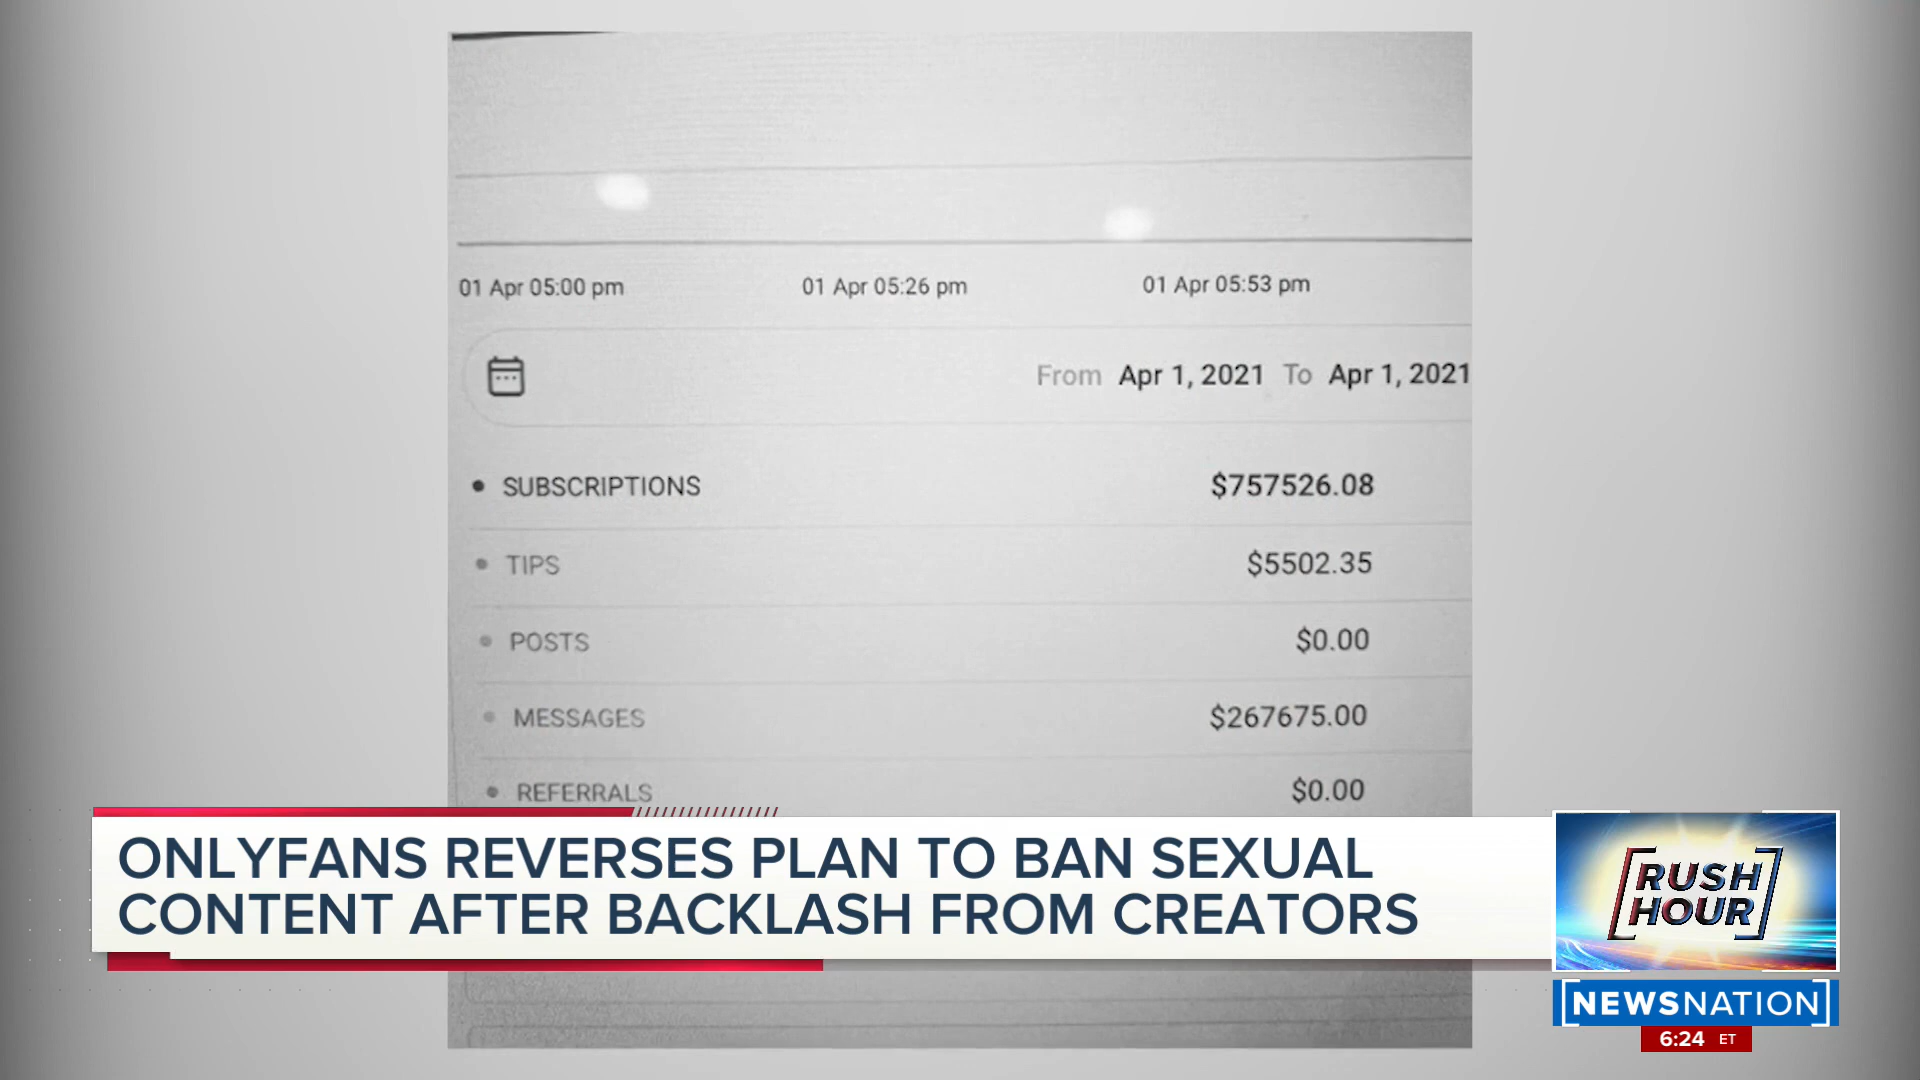 01 Apr 05:00 pm 01 Apr 05:26 pm 01 Apr 05:53 pm
From Apr 1, 2021 To Apr 1, 2021
SUBSCRIPTIONS $757526.08
TIPS $5502.35
POSTS $0.00
MESSAGES $267675.00
REFERRALS $0.00
ONLYFANS REVERSES PLAN TO BAN SEXUAL
CONTENT AFTER BACKLASH FROM CREATORS
RUSH
HOUR
NEWSNATION
6:24 ET